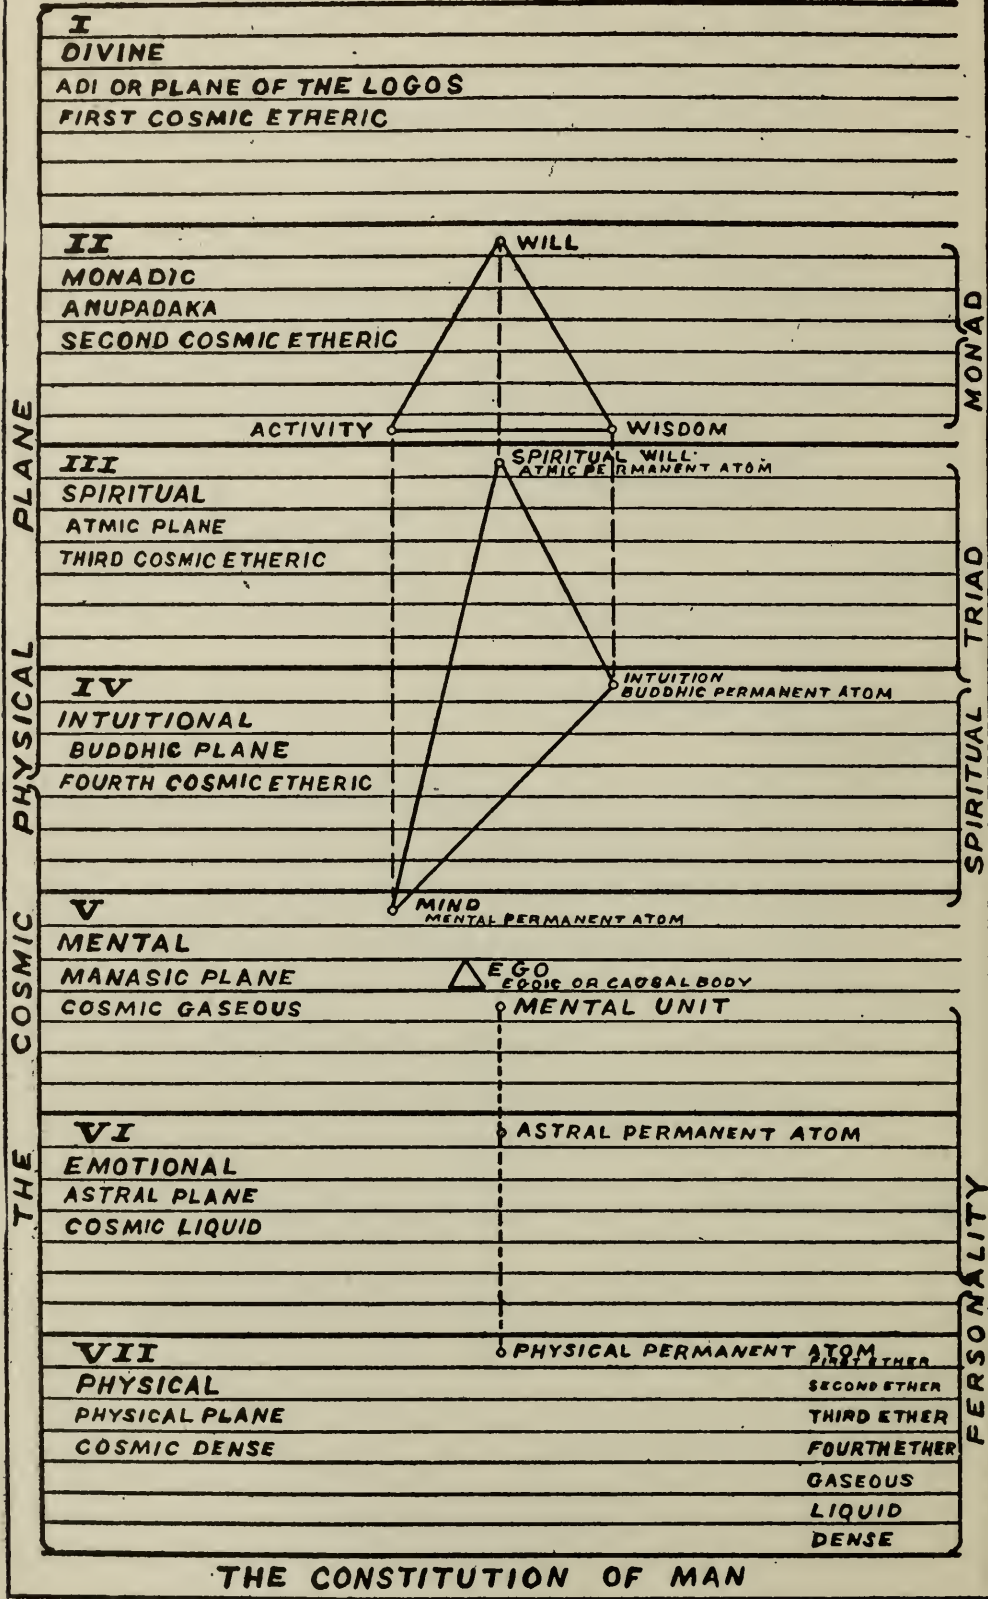 I
DIVINE
ADI OR PLANE OF THE LOGOS
FIRST COSMIC ETHERIC
II
WILL
MONADIC
ANUPADAKA
SECOND COSMIC ETHERIC
ACTIVITY
WISDOM
MONAD
III
SPIRITUAL WILL
ATMIC PERMANENT ATOM
SPIRITUAL
ATMIC PLANE
THIRD COSMIC ETHERIC
IV
INTUITION
BUDDHIC PERMANENT ATOM
INTUITIONAL
BUDDHIC PLANE
FOURTH COSMIC ETHERIC
SPIRITUAL TRIAD
V
MIND
MENTAL PERMANENT ATOM
MENTAL
MANASIC PLANE
EGO
EGOIC OR CAUSAL BODY
COSMIC GASEOUS
MENTAL UNIT
VI
ASTRAL PERMANENT ATOM
EMOTIONAL
ASTRAL PLANE
COSMIC LIQUID
VII
PHYSICAL PERMANENT ATOM
FIRST ETHER
PHYSICAL
SECOND ETHER
PHYSICAL PLANE
THIRD ETHER
COSMIC DENSE
FOURTH ETHER
GASEOUS
LIQUID
DENSE
PERSONALITY
THE COSMIC PHYSICAL PLANE
THE CONSTITUTION OF MAN